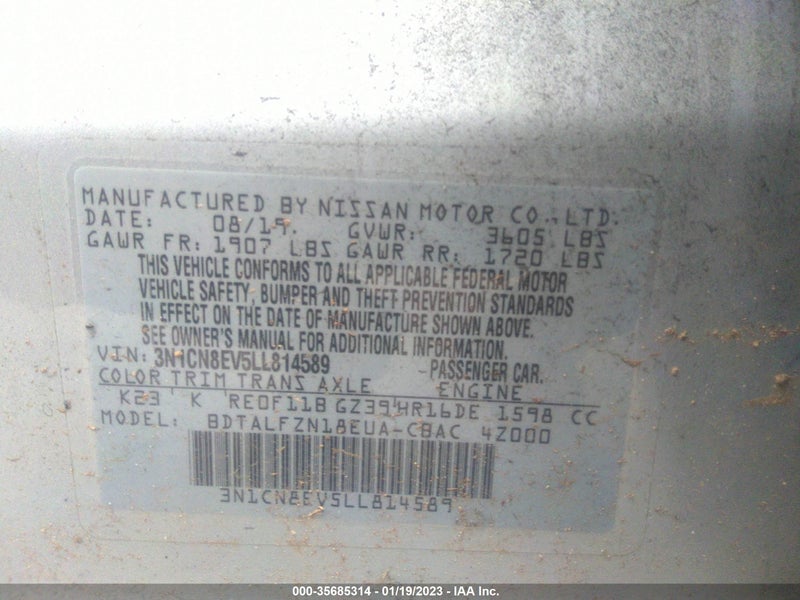 MANUFACTURED BY NISSAN MOTOR CO., LTD.
DATE: 08/19. GVWR: 3605 LBS
GAWR FR: 1907 LBS GAWR RR: 1720 LBS
THIS VEHICLE CONFORMS TO ALL APPLICABLE FEDERAL MOTOR
VEHICLE SAFETY, BUMPER AND THEFT PREVENTION STANDARDS
IN EFFECT ON THE DATE OF MANUFACTURE SHOWN ABOVE.
SEE OWNER'S MANUAL FOR ADDITIONAL INFORMATION.
VIN: 3N1CN8EV5LL814589 -PASSENGER CAR.
COLOR TRIM TRANS AXLE ENGINE
K23 K RE0F11B GZ39 HR16DE 1598 CC
MODEL: BDTALFZN18EUA-CBAC 4Z000
3N1CN8EV5LL814589
000-35685314 - 01/19/2023 - IAA Inc.